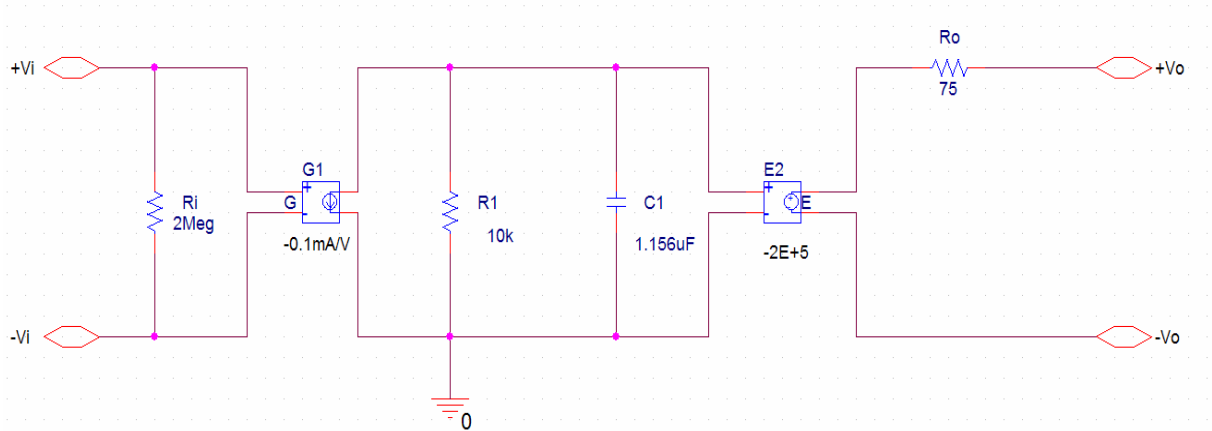 Ro
+Vi
+Vo
75
G1
E2
Ri
2Meg
G
R1
C1
E
-0.1mA/V
10k
1.156uF
-2E+5
-Vi
-Vo
0